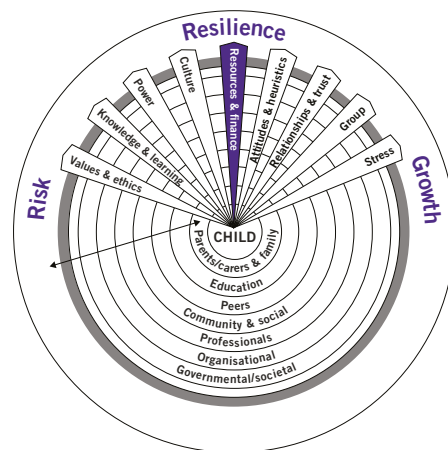 Resilience
Risk
Growth
Values & ethics
Knowledge & learning
Power
Culture
Resources & finance
Attitudes & heuristics
Relationships & trust
Group
Stress
CHILD
Parents/carers & family
Education
Peers
Community & social
Professionals
Organisational
Governmental/societal